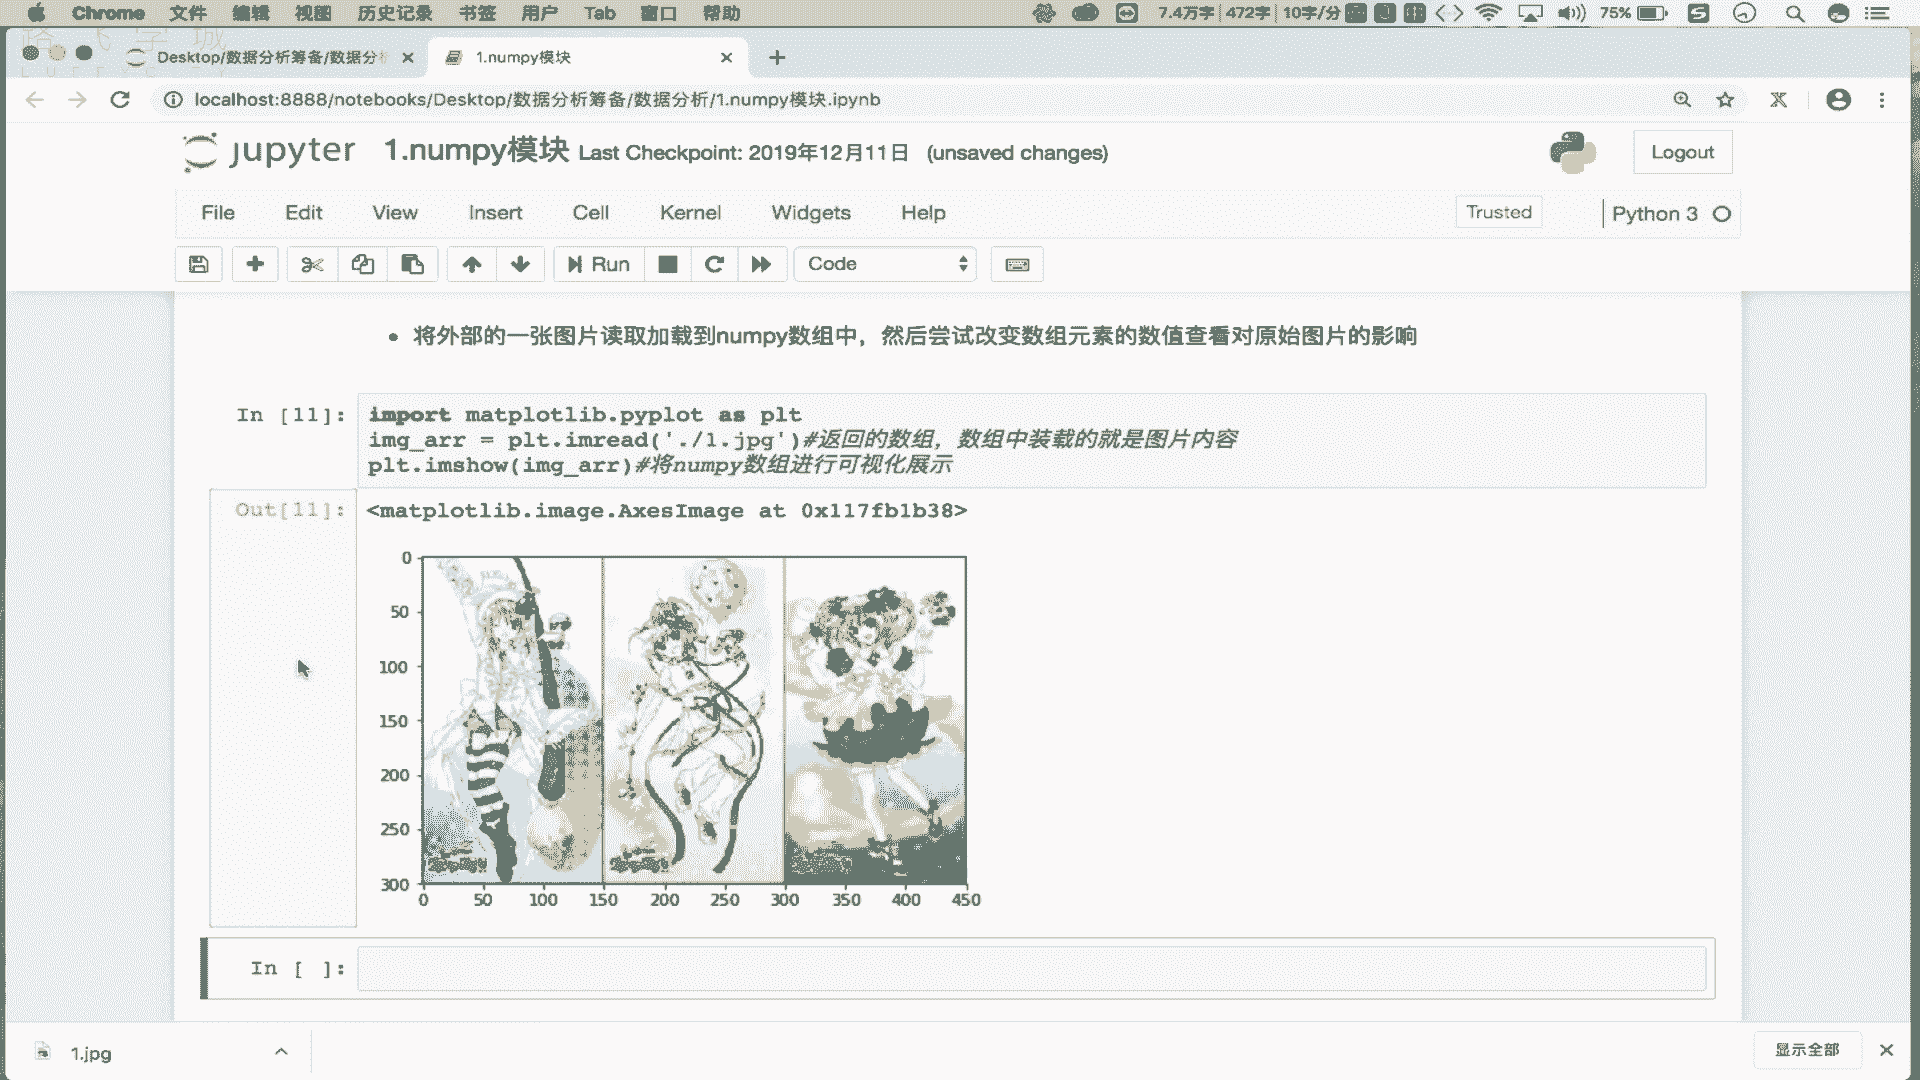 Chrome 文件 编辑 视图 历史记录 书签 用户 Tab 窗口 帮助 7.4万字 472字 10字/分 75%
Desktop/数据分析筹备/数据分析 1.numpy模块
localhost:8888/notebooks/Desktop/数据分析筹备/数据分析/1.numpy模块.ipynb
jupyter 1.numpy模块 Last Checkpoint: 2019年12月11日 (unsaved changes) Logout
File Edit View Insert Cell Kernel Widgets Help Trusted Python 3
Run Code
将外部的一张图片读取加载到numpy数组中，然后尝试改变数组元素的数值查看对原始图片的影响
In [11]: import matplotlib.pyplot as plt
img_arr = plt.imread('./1.jpg')#返回的数组，数组中装载的就是图片内容
plt.imshow(img_arr)#将numpy数组进行可视化展示
Out[11]: <matplotlib.image.AxesImage at 0x117fb1b38>
0
50
100
150
200
250
300
0 50 100 150 200 250 300 350 400 450
In [ ]:
1.jpg 显示全部